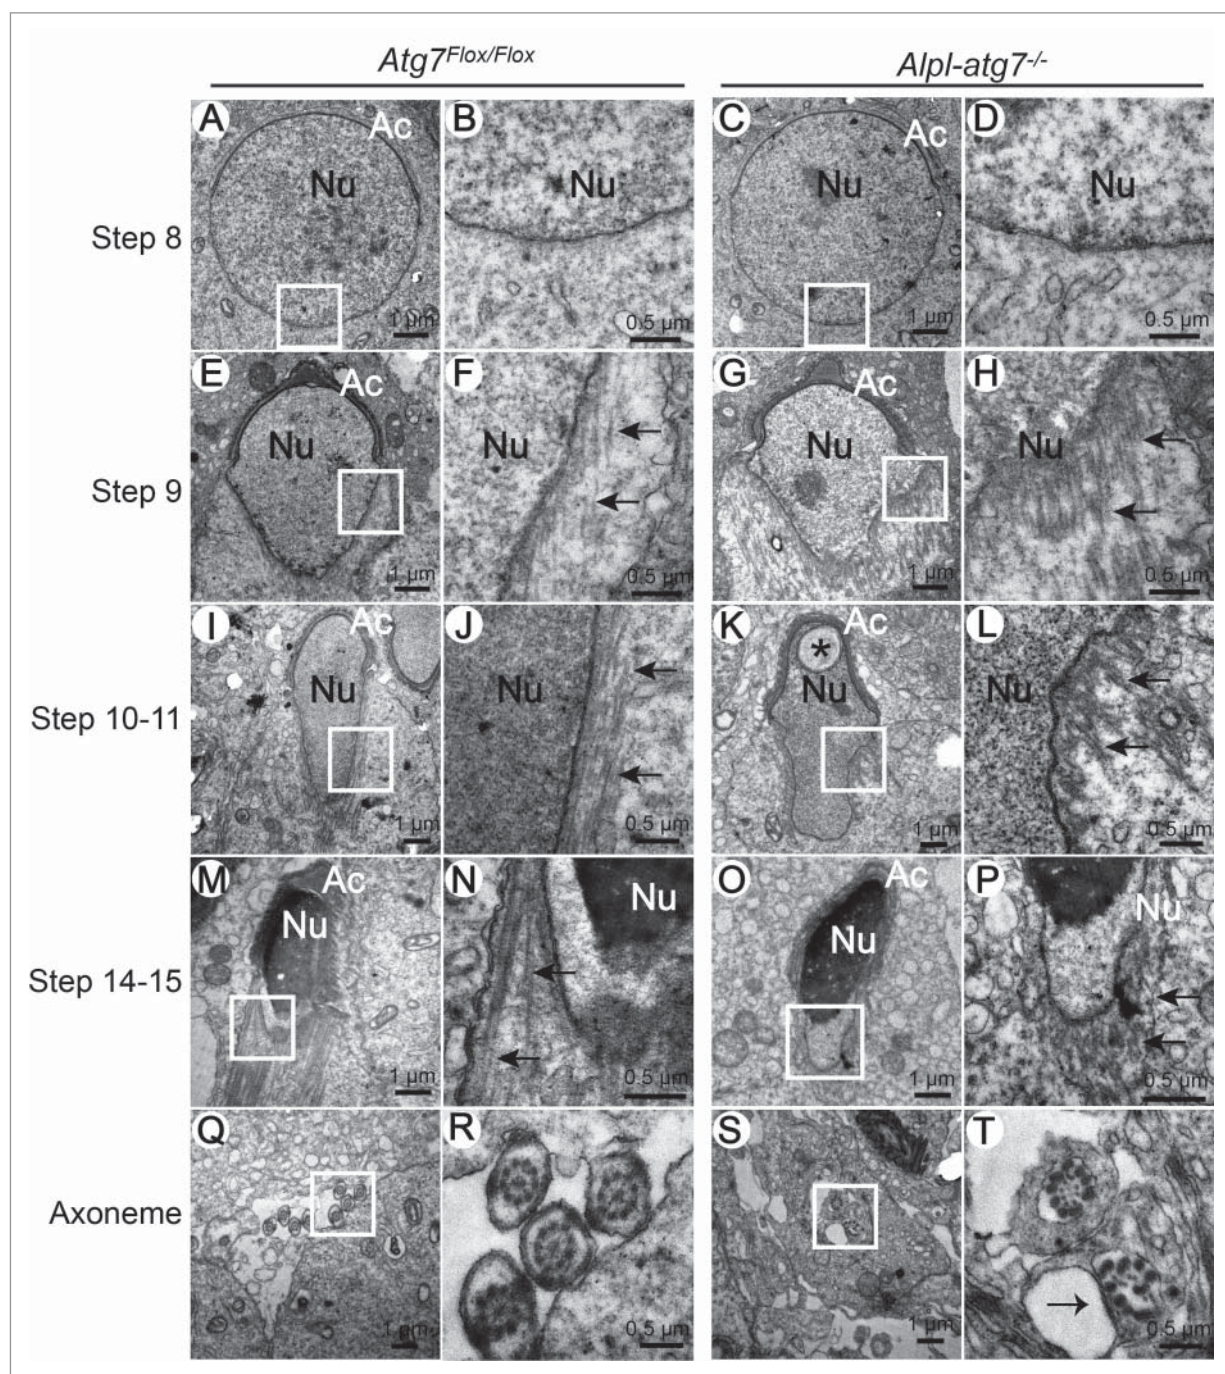 Atg7Flox/Flox Alpl-atg7-/-
A Ac Nu B Nu C Ac Nu D Nu
Step 8
1 µm 0.5 µm 1 µm 0.5 µm
E Ac Nu F Nu G Ac Nu H Nu
Step 9
1 µm 0.5 µm 1 µm 0.5 µm
I Ac Nu J Nu K Ac * Nu L Nu
Step 10-11
1 µm 0.5 µm 1 µm 0.5 µm
M Ac Nu N Nu O Ac Nu P Nu
Step 14-15
1 µm 0.5 µm 1 µm 0.5 µm
Q R S T
Axoneme
1 µm 0.5 µm 1 µm 0.5 µm